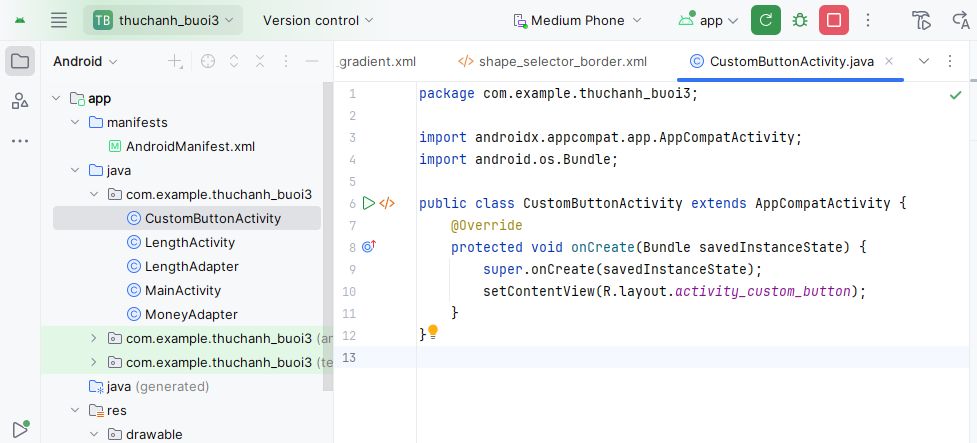 TB thuchanh_buoi3 Version control Medium Phone app
Android
_gradient.xml shape_selector_border.xml CustomButtonActivity.java
app
manifests
AndroidManifest.xml
java
com.example.thuchanh_buoi3
CustomButtonActivity
LengthActivity
LengthAdapter
MainActivity
MoneyAdapter
com.example.thuchanh_buoi3 (an
com.example.thuchanh_buoi3 (te
java (generated)
res
drawable
1 package com.example.thuchanh_buoi3;
2
3 import androidx.appcompat.app.AppCompatActivity;
4 import android.os.Bundle;
5
6 public class CustomButtonActivity extends AppCompatActivity {
7 @Override
8 protected void onCreate(Bundle savedInstanceState) {
9 super.onCreate(savedInstanceState);
10 setContentView(R.layout.activity_custom_button);
11 }
12 }
13